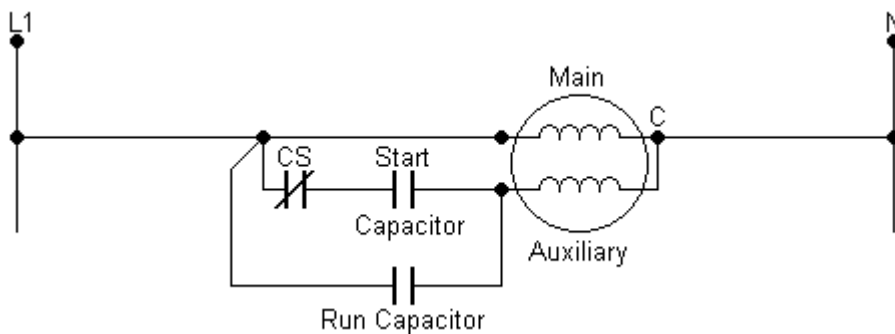 L1
N
Main
C
CS
Start
Capacitor
Auxiliary
Run Capacitor